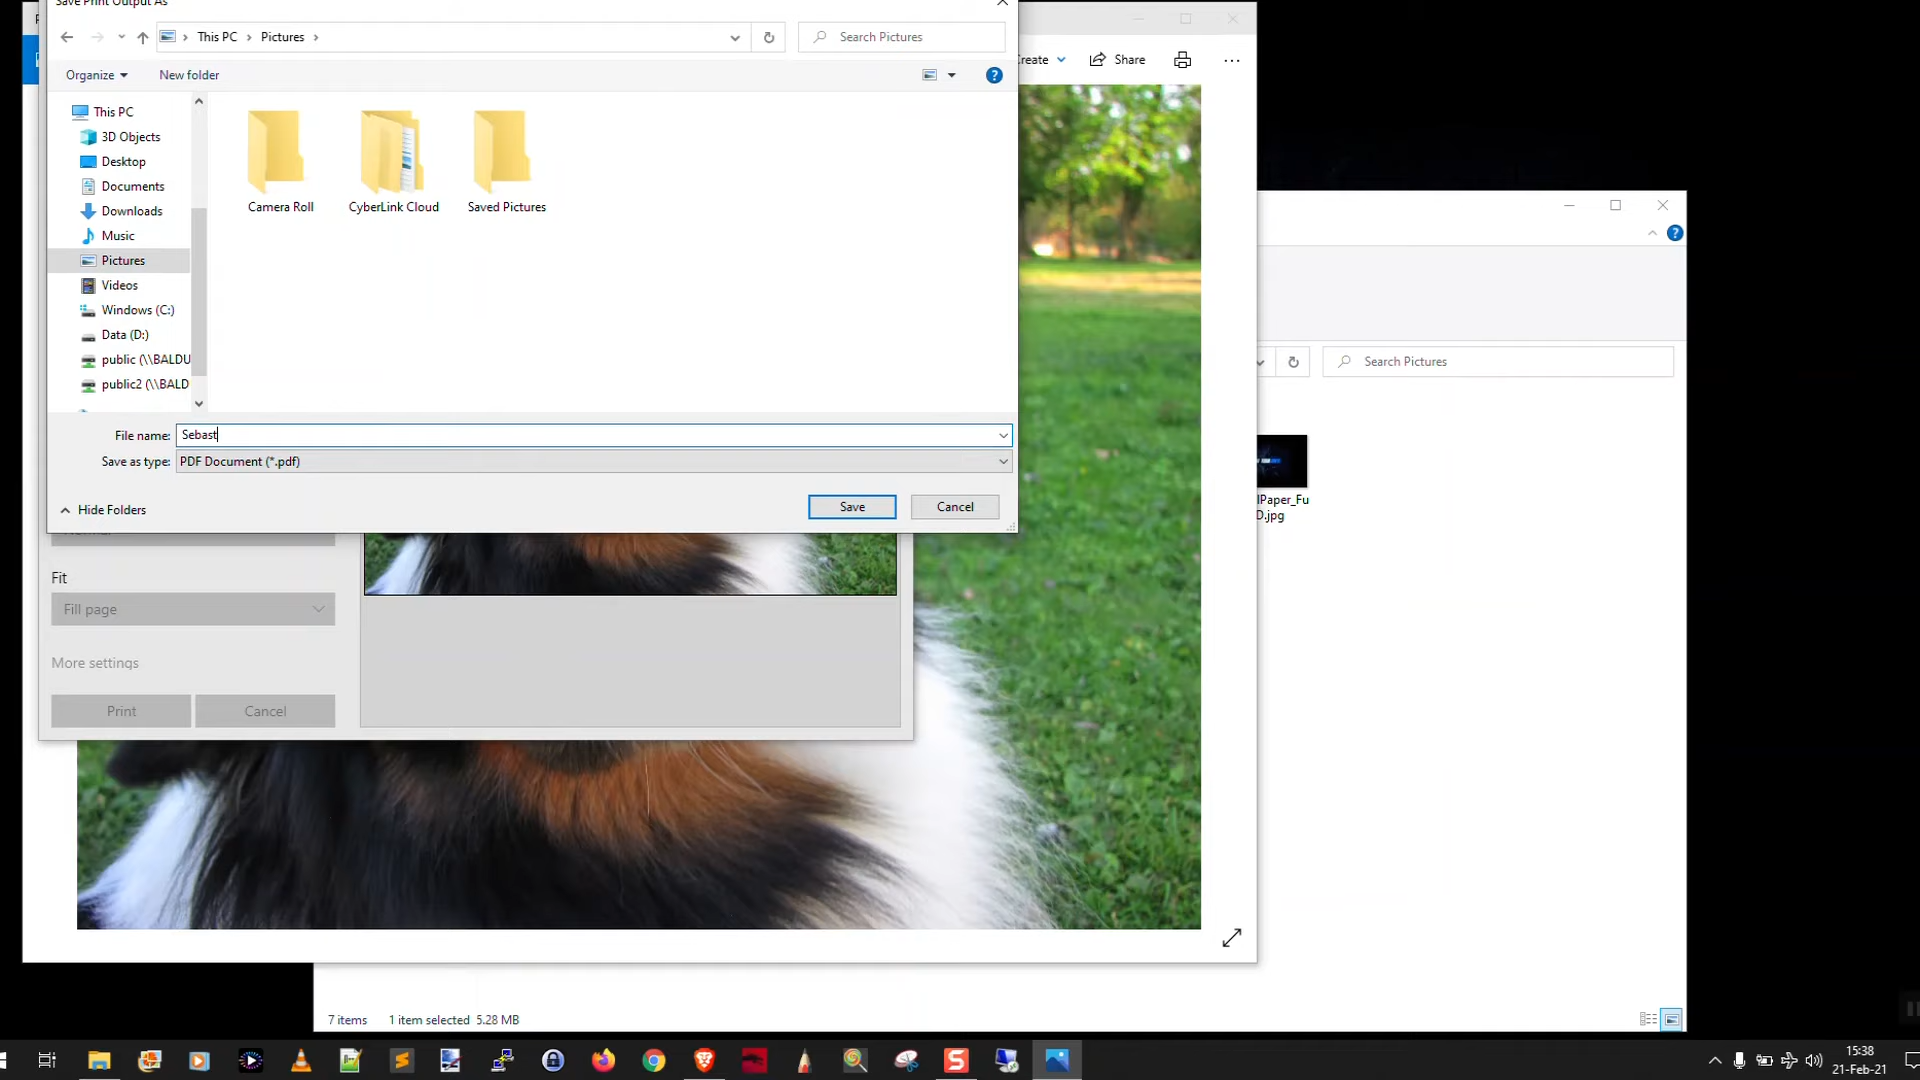 Save Print Output As
This PC
Pictures
Search Pictures
Create
Share
Organize
New folder
This PC
3D Objects
Desktop
Documents
Downloads
Music
Pictures
Videos
Windows (C:)
Data (D:)
public (\\BALDU
public2 (\\BALD
Camera Roll
CyberLink Cloud
Saved Pictures
Search Pictures
File name: Sebast
Save as type: PDF Document (*.pdf)
Hide Folders
Save
Cancel
lPaper_Fu
D.jpg
Fit
Fill page
More settings
Print
Cancel
7 items
1 item selected 5.28 MB
15:38
21-Feb-21